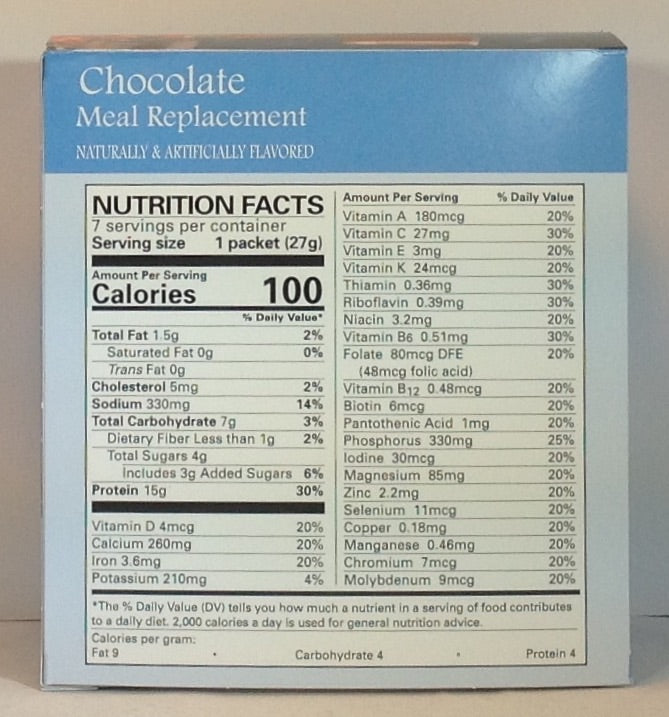 Chocolate
Meal Replacement
NATURALLY & ARTIFICIALLY FLAVORED
NUTRITION FACTS
7 servings per container
Serving size 1 packet (27g)
Amount Per Serving
Calories 100
% Daily Value*
Total Fat 1.5g 2%
Saturated Fat 0g 0%
Trans Fat 0g
Cholesterol 5mg 2%
Sodium 330mg 14%
Total Carbohydrate 7g 3%
Dietary Fiber Less than 1g 2%
Total Sugars 4g
Includes 3g Added Sugars 6%
Protein 15g 30%
Vitamin D 4mcg 20%
Calcium 260mg 20%
Iron 3.6mg 20%
Potassium 210mg 4%
Amount Per Serving % Daily Value
Vitamin A 180mcg 20%
Vitamin C 27mg 30%
Vitamin E 3mg 20%
Vitamin K 24mcg 20%
Thiamin 0.36mg 30%
Riboflavin 0.39mg 30%
Niacin 3.2mg 20%
Vitamin B6 0.51mg 30%
Folate 80mcg DFE 20%
(48mcg folic acid)
Vitamin B12 0.48mcg 20%
Biotin 6mcg 20%
Pantothenic Acid 1mg 20%
Phosphorus 330mg 25%
Iodine 30mcg 20%
Magnesium 85mg 20%
Zinc 2.2mg 20%
Selenium 11mcg 20%
Copper 0.18mg 20%
Manganese 0.46mg 20%
Chromium 7mcg 20%
Molybdenum 9mcg 20%
*The % Daily Value (DV) tells you how much a nutrient in a serving of food contributes
to a daily diet. 2,000 calories a day is used for general nutrition advice.
Calories per gram:
Fat 9 • Carbohydrate 4 • Protein 4